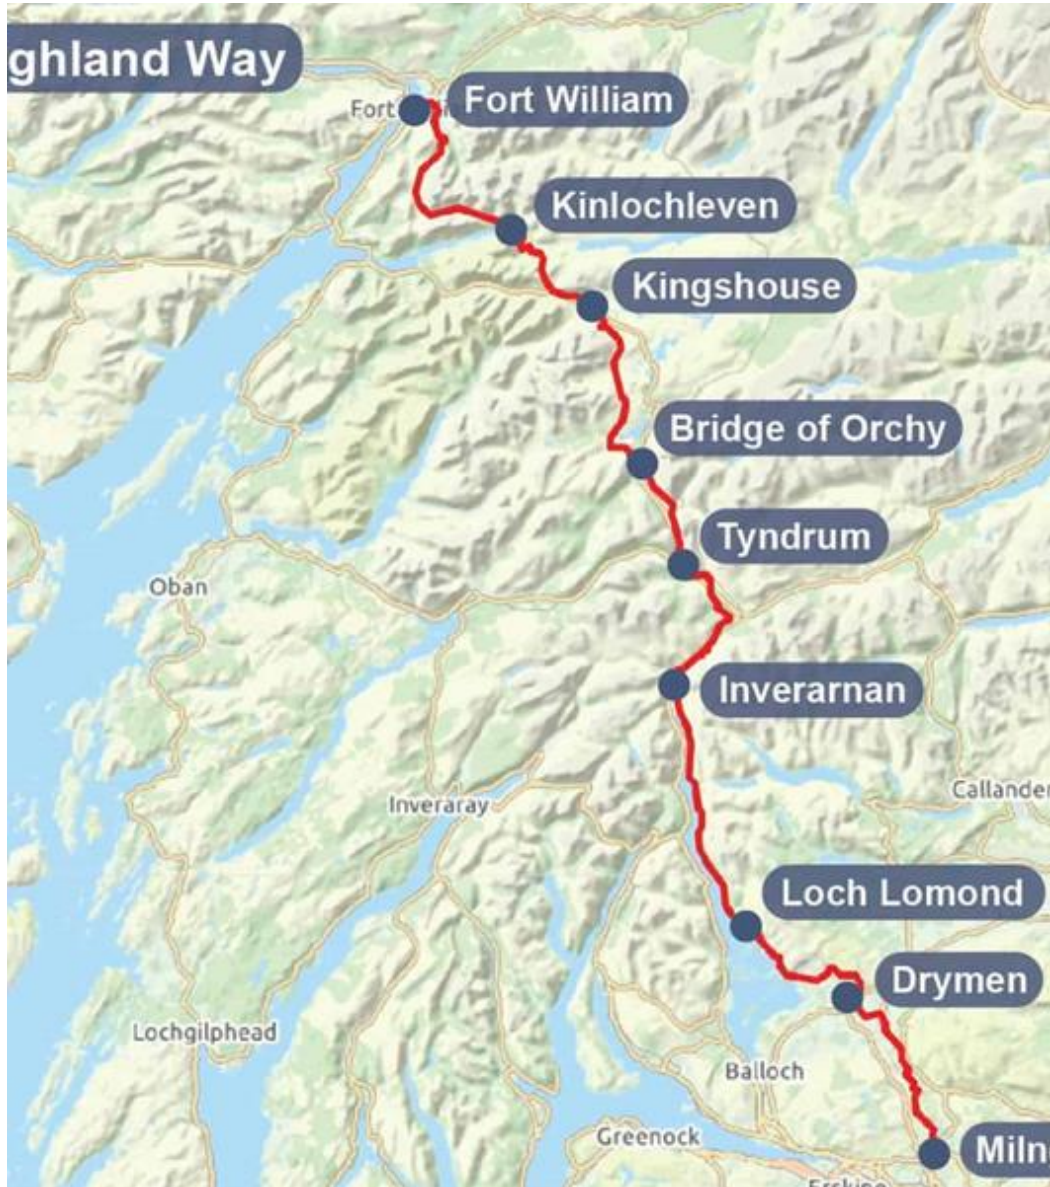 ghland Way
Fort
Fort William
Kinlochleven
Kingshouse
Bridge of Orchy
Tyndrum
Oban
Inverarnan
Callander
Inveraray
Loch Lomond
Drymen
Lochgilphead
Balloch
Greenock
Miln